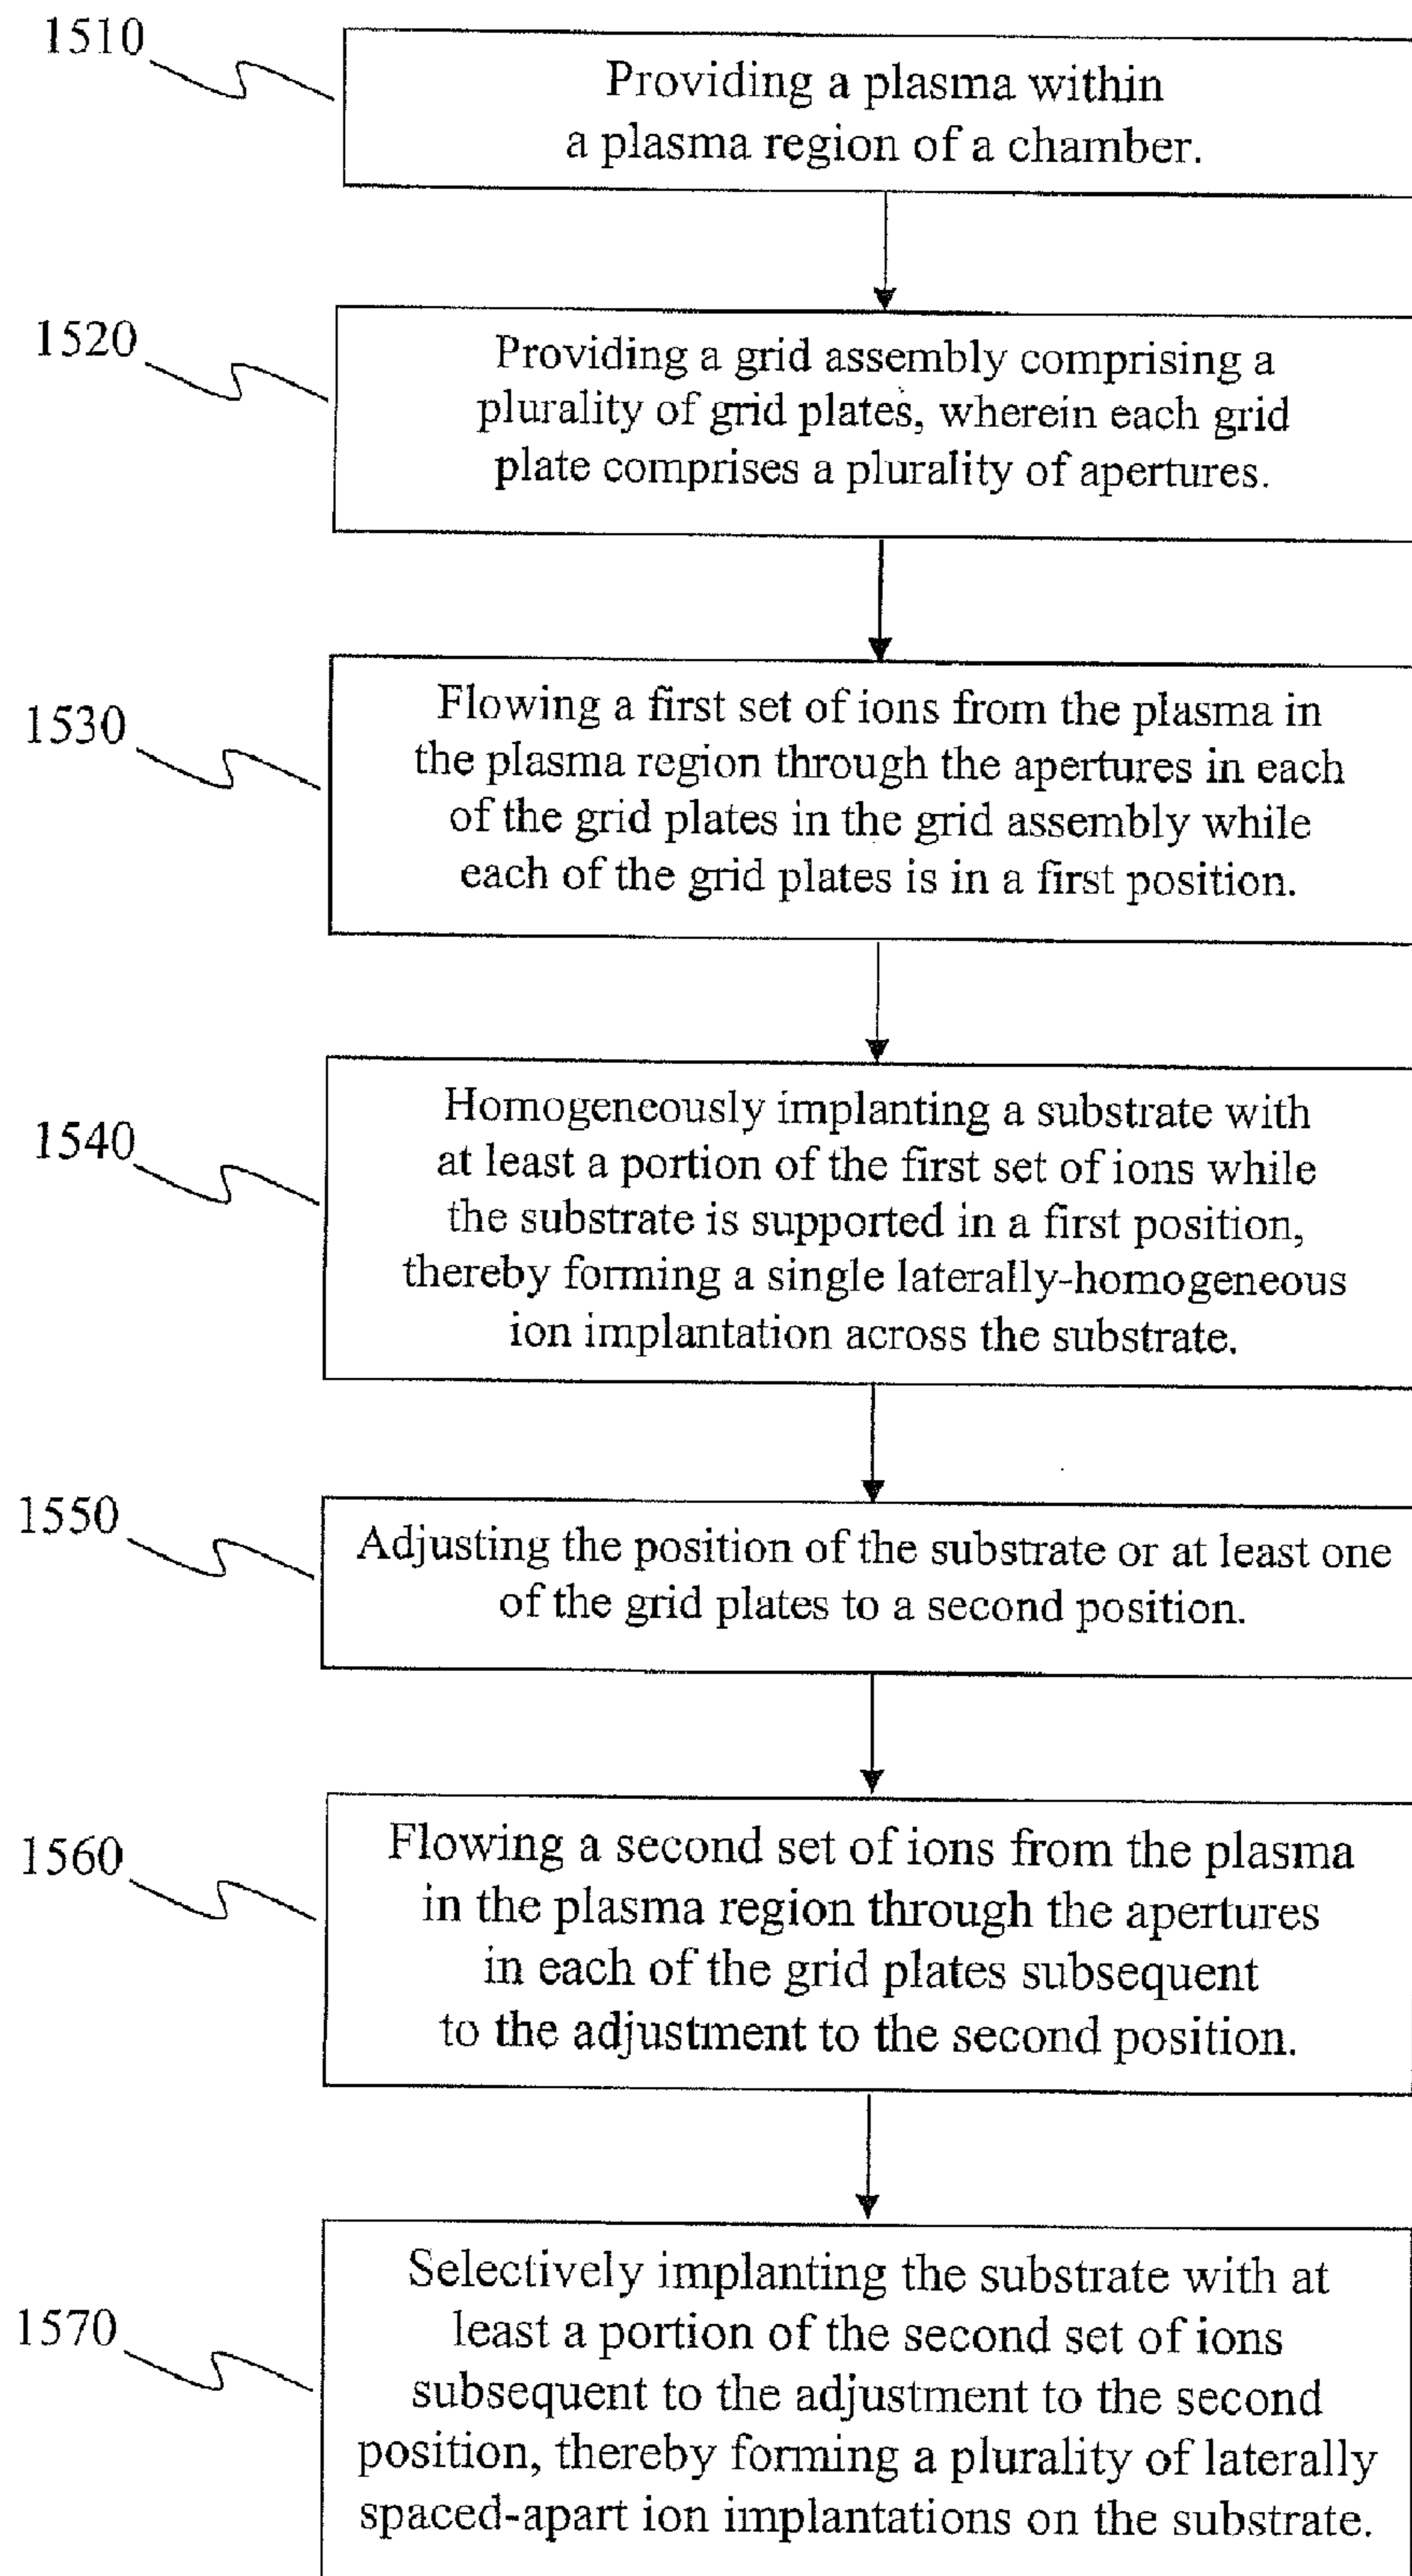 1510
Providing a plasma within
a plasma region of a chamber.
1520
Providing a grid assembly comprising a
plurality of grid plates, wherein each grid
plate comprises a plurality of apertures.
1530
Flowing a first set of ions from the plasma in
the plasma region through the apertures in each
of the grid plates in the grid assembly while
each of the grid plates is in a first position.
1540
Homogeneously implanting a substrate with
at least a portion of the first set of ions while
the substrate is supported in a first position,
thereby forming a single laterally-homogeneous
ion implantation across the substrate.
1550
Adjusting the position of the substrate or at least one
of the grid plates to a second position.
1560
Flowing a second set of ions from the plasma
in the plasma region through the apertures
in each of the grid plates subsequent
to the adjustment to the second position.
1570
Selectively implanting the substrate with at
least a portion of the second set of ions
subsequent to the adjustment to the second
position, thereby forming a plurality of laterally
spaced-apart ion implantations on the substrate.